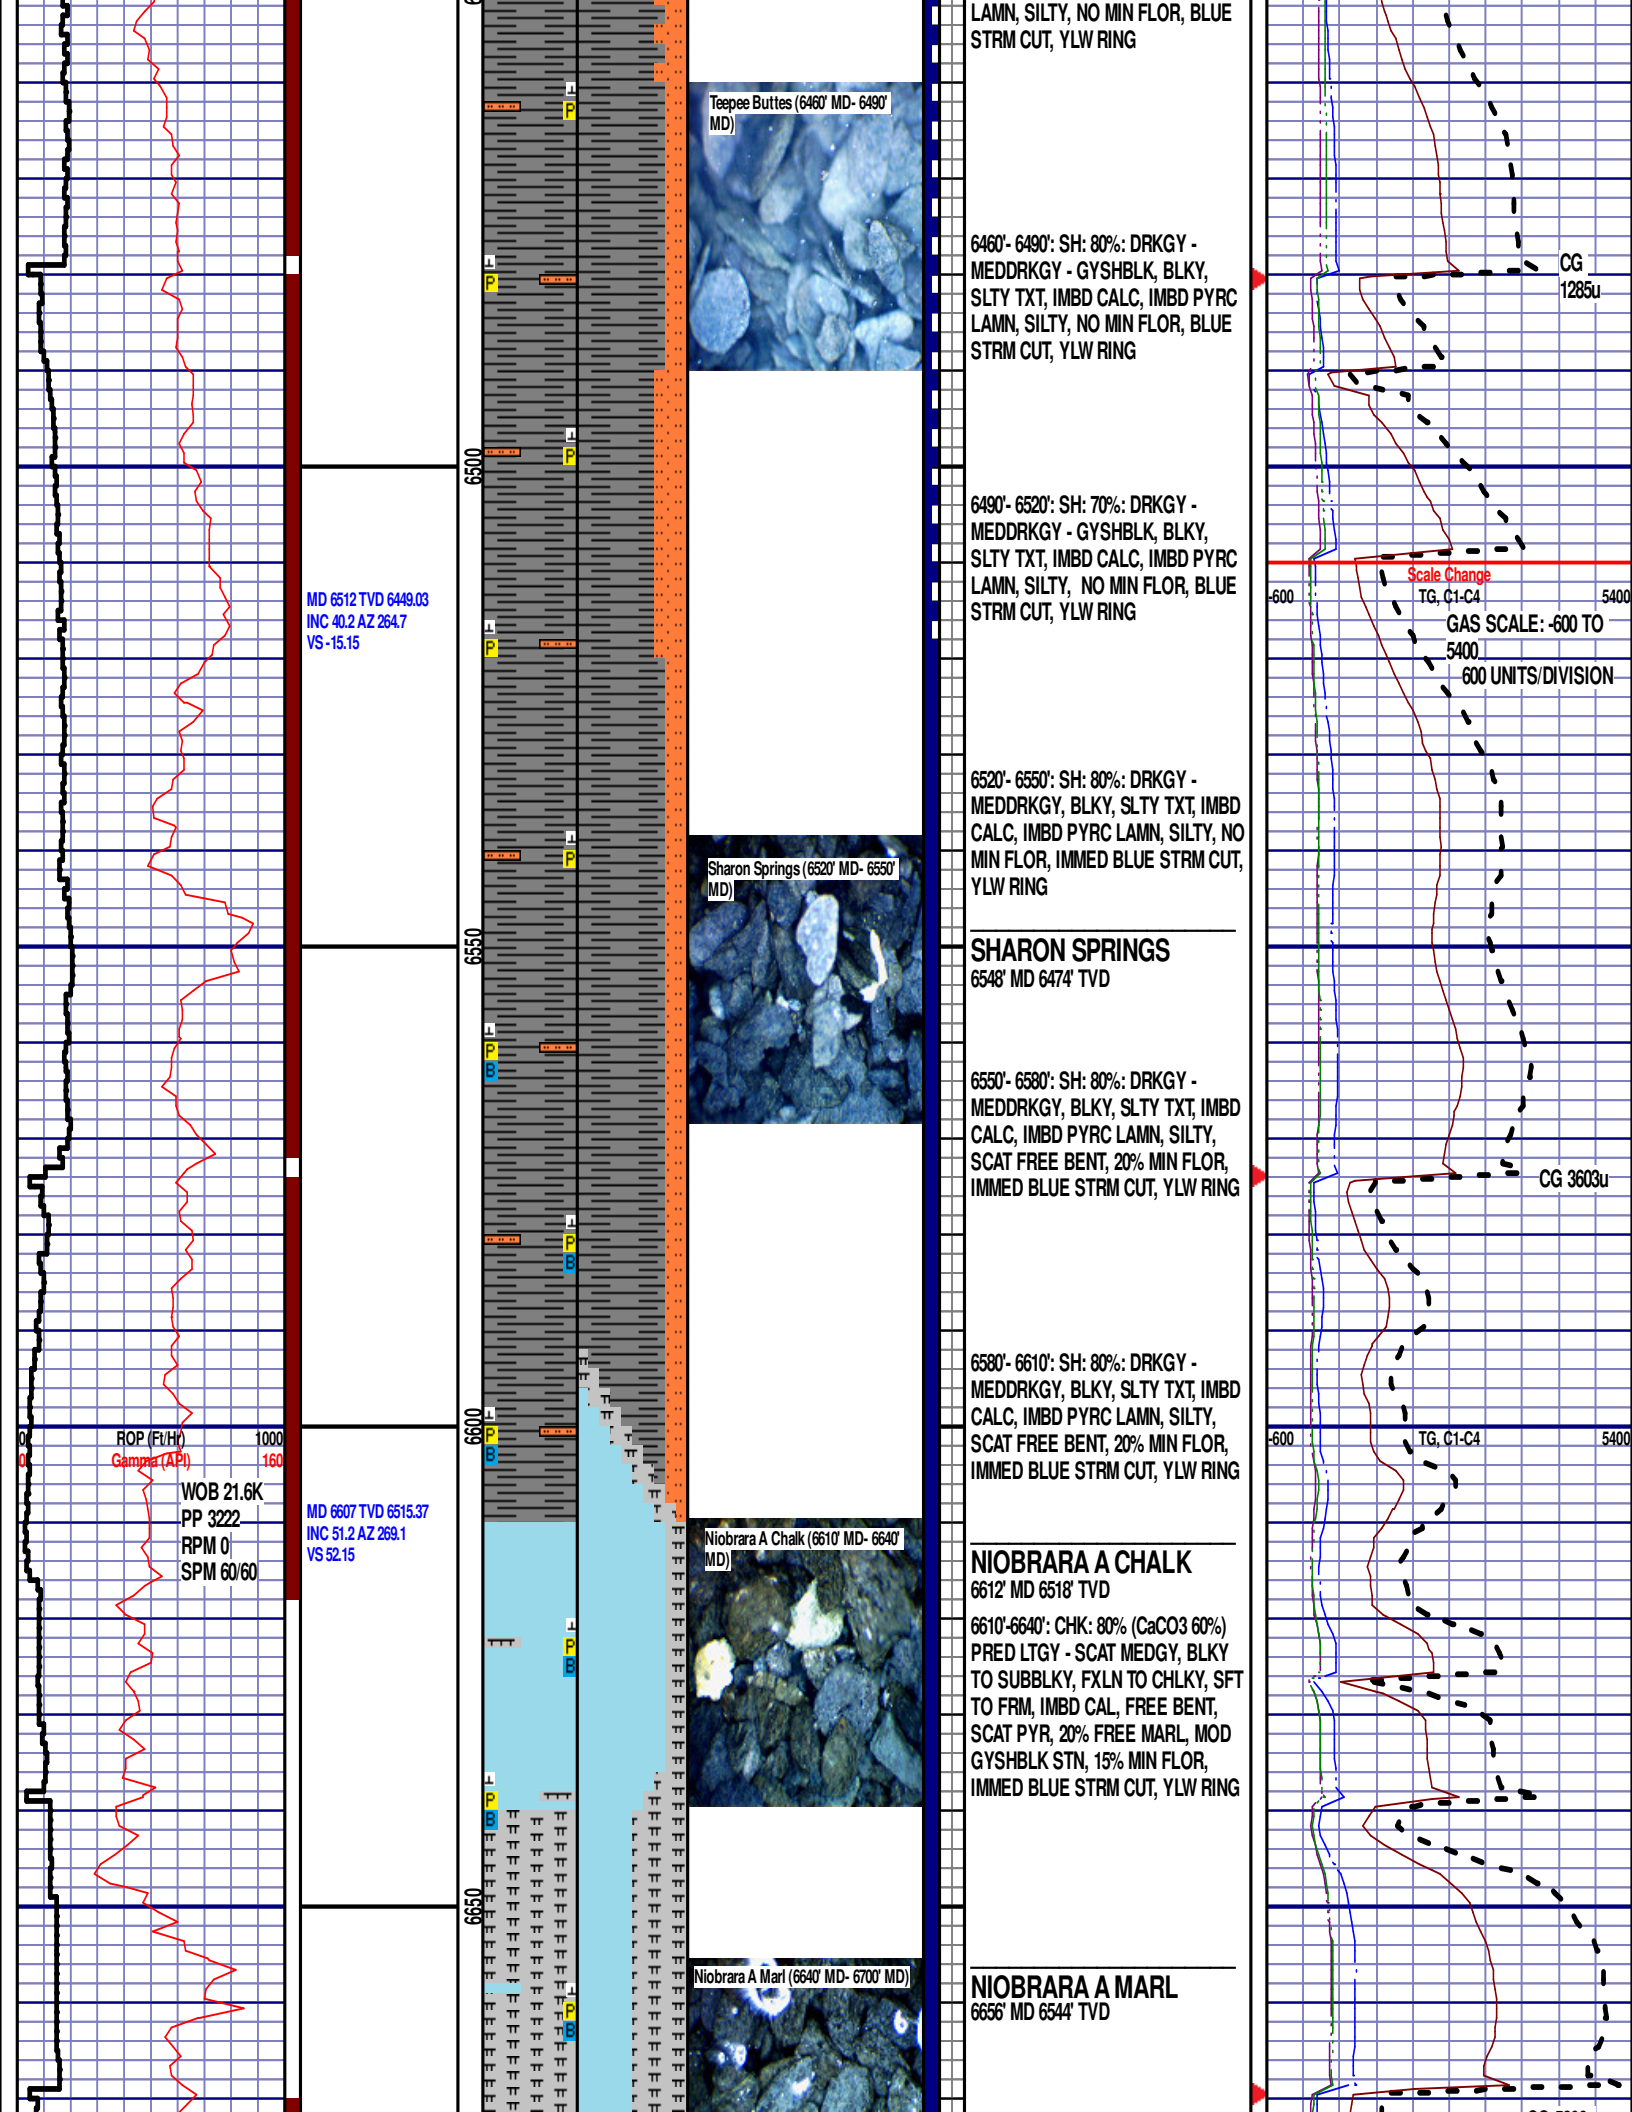 LAMN, SILTY, NO MIN FLOR, BLUE
STRM CUT, YLW RING
Teepee Buttes (6460' MD- 6490'
MD)
6460'- 6490': SH: 80%: DRKGY -
MEDDRKGY - GYSHBLK, BLKY,
SLTY TXT, IMBD CALC, IMBD PYRC
LAMN, SILTY, NO MIN FLOR, BLUE
STRM CUT, YLW RING
CG
1285u
6500
6490'- 6520': SH: 70%: DRKGY -
MEDDRKGY - GYSHBLK, BLKY,
SLTY TXT, IMBD CALC, IMBD PYRC
LAMN, SILTY, NO MIN FLOR, BLUE
STRM CUT, YLW RING
MD 6512 TVD 6449.03
INC 40.2 AZ 264.7
VS -15.15
Scale Change
-600 TG, C1-C4 5400
GAS SCALE: -600 TO
5400
600 UNITS/DIVISION
6520'- 6550': SH: 80%: DRKGY -
MEDDRKGY, BLKY, SLTY TXT, IMBD
CALC, IMBD PYRC LAMN, SILTY, NO
MIN FLOR, IMMED BLUE STRM CUT,
YLW RING
Sharon Springs (6520' MD- 6550'
MD)
6550
SHARON SPRINGS
6548' MD 6474' TVD
6550'- 6580': SH: 80%: DRKGY -
MEDDRKGY, BLKY, SLTY TXT, IMBD
CALC, IMBD PYRC LAMN, SILTY,
SCAT FREE BENT, 20% MIN FLOR,
IMMED BLUE STRM CUT, YLW RING
CG 3603u
6580'- 6610': SH: 80%: DRKGY -
MEDDRKGY, BLKY, SLTY TXT, IMBD
CALC, IMBD PYRC LAMN, SILTY,
SCAT FREE BENT, 20% MIN FLOR,
IMMED BLUE STRM CUT, YLW RING
6600
0 ROP (Ft/Hr) 1000
0 Gamma (API) 160
-600 TG, C1-C4 5400
WOB 21.6K
PP 3222
RPM 0
SPM 60/60
MD 6607 TVD 6515.37
INC 51.2 AZ 269.1
VS 52.15
Niobrara A Chalk (6610' MD- 6640'
MD)
NIOBRARA A CHALK
6612' MD 6518' TVD
6610'-6640': CHK: 80% (CaCO3 60%)
PRED LTGY - SCAT MEDGY, BLKY
TO SUBBLKY, FXLN TO CHLKY, SFT
TO FRM, IMBD CAL, FREE BENT,
SCAT PYR, 20% FREE MARL, MOD
GYSHBLK STN, 15% MIN FLOR,
IMMED BLUE STRM CUT, YLW RING
6650
Niobrara A Marl (6640' MD- 6700' MD)
NIOBRARA A MARL
6656' MD 6544' TVD